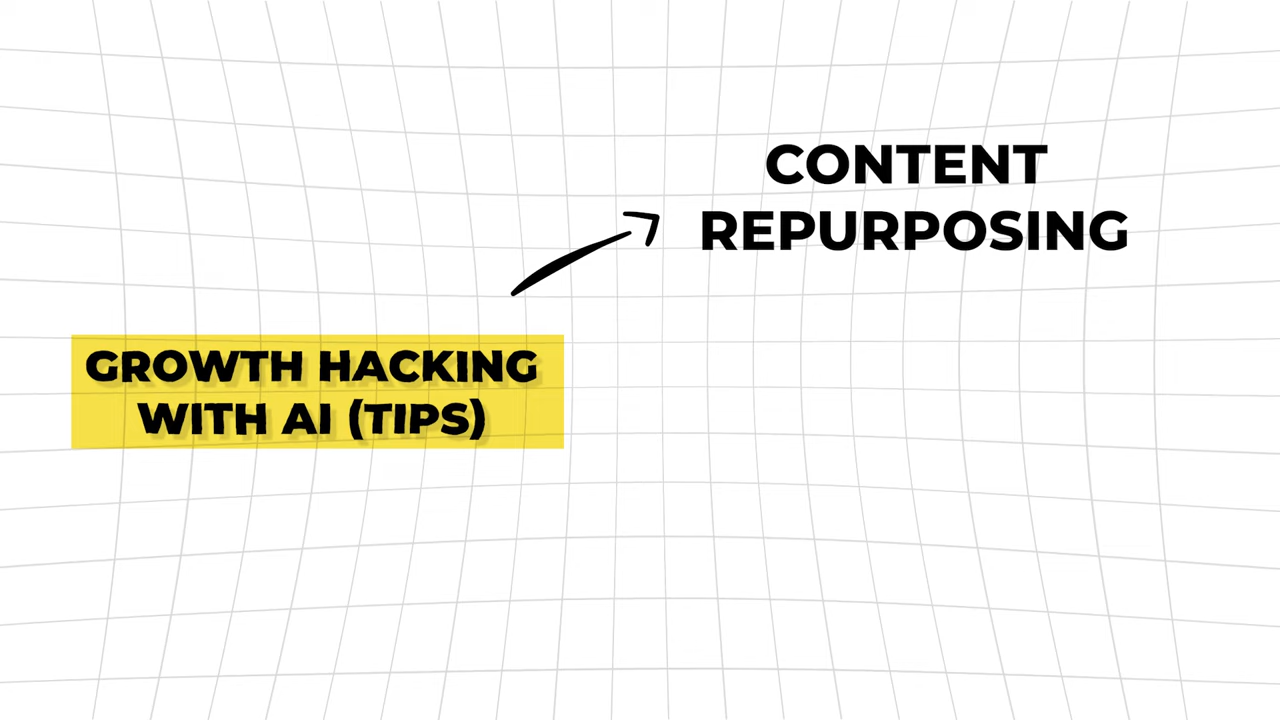 CONTENT
REPURPOSING
GROWTH HACKING
WITH AI (TIPS)